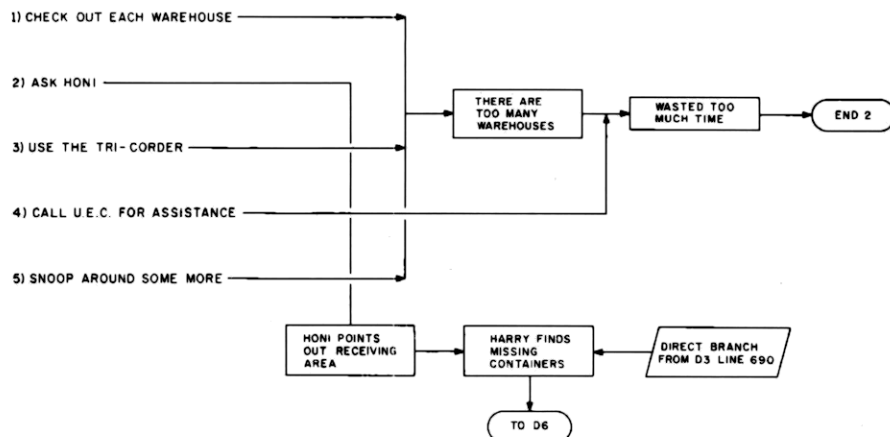 1) CHECK OUT EACH WAREHOUSE
2) ASK HONI
THERE ARE
TOO MANY
WAREHOUSES
WASTED TOO
MUCH TIME
END 2
3) USE THE TRI-CORDER
4) CALL U.E.C. FOR ASSISTANCE
5) SNOOP AROUND SOME MORE
HONI POINTS
OUT RECEIVING
AREA
HARRY FINDS
MISSING
CONTAINERS
DIRECT BRANCH
FROM D3 LINE 690
TO D6